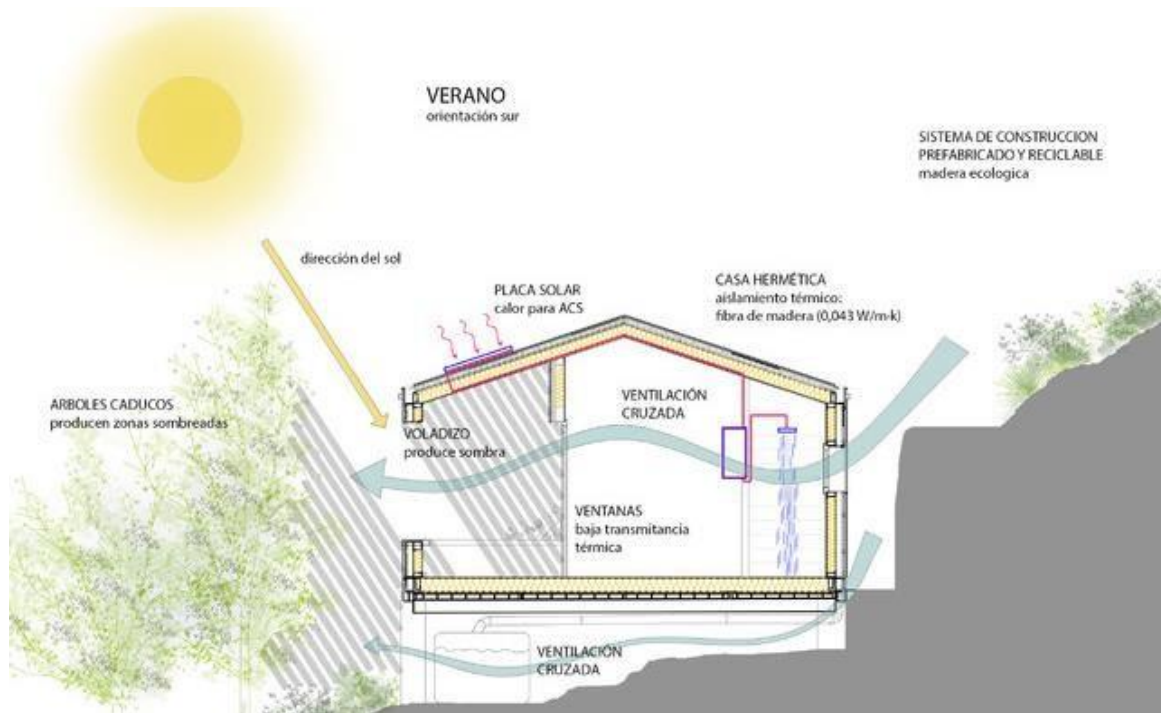 VERANO
orientación sur
SISTEMA DE CONSTRUCCION
PREFABRICADO Y RECICLABLE
madera ecologica
dirección del sol
PLACA SOLAR
calor para ACS
CASA HERMÉTICA
aislamiento térmico:
fibra de madera (0,043 W/m·k)
ARBOLES CADUCOS
producen zonas sombreadas
VENTILACIÓN
CRUZADA
VOLADIZO
produce sombra
VENTANAS
baja transmitancia
térmica
VENTILACIÓN
CRUZADA